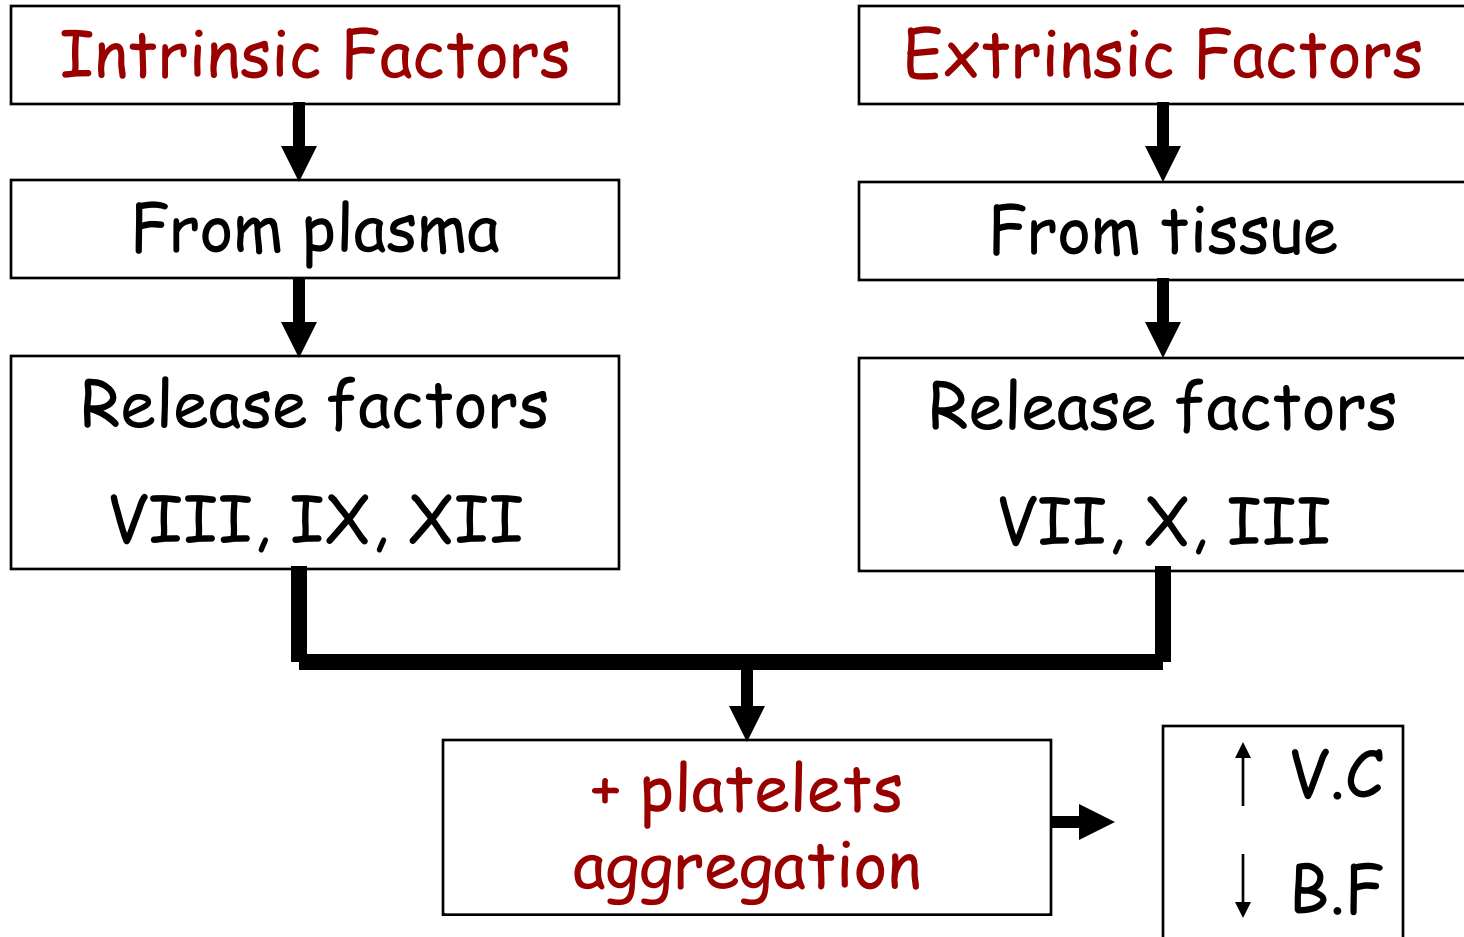 Intrinsic Factors
Extrinsic Factors
From plasma
From tissue
Release factors
VIII, IX, XII
Release factors
VII, X, III
+ platelets
aggregation
↑ V.C
↓ B.F